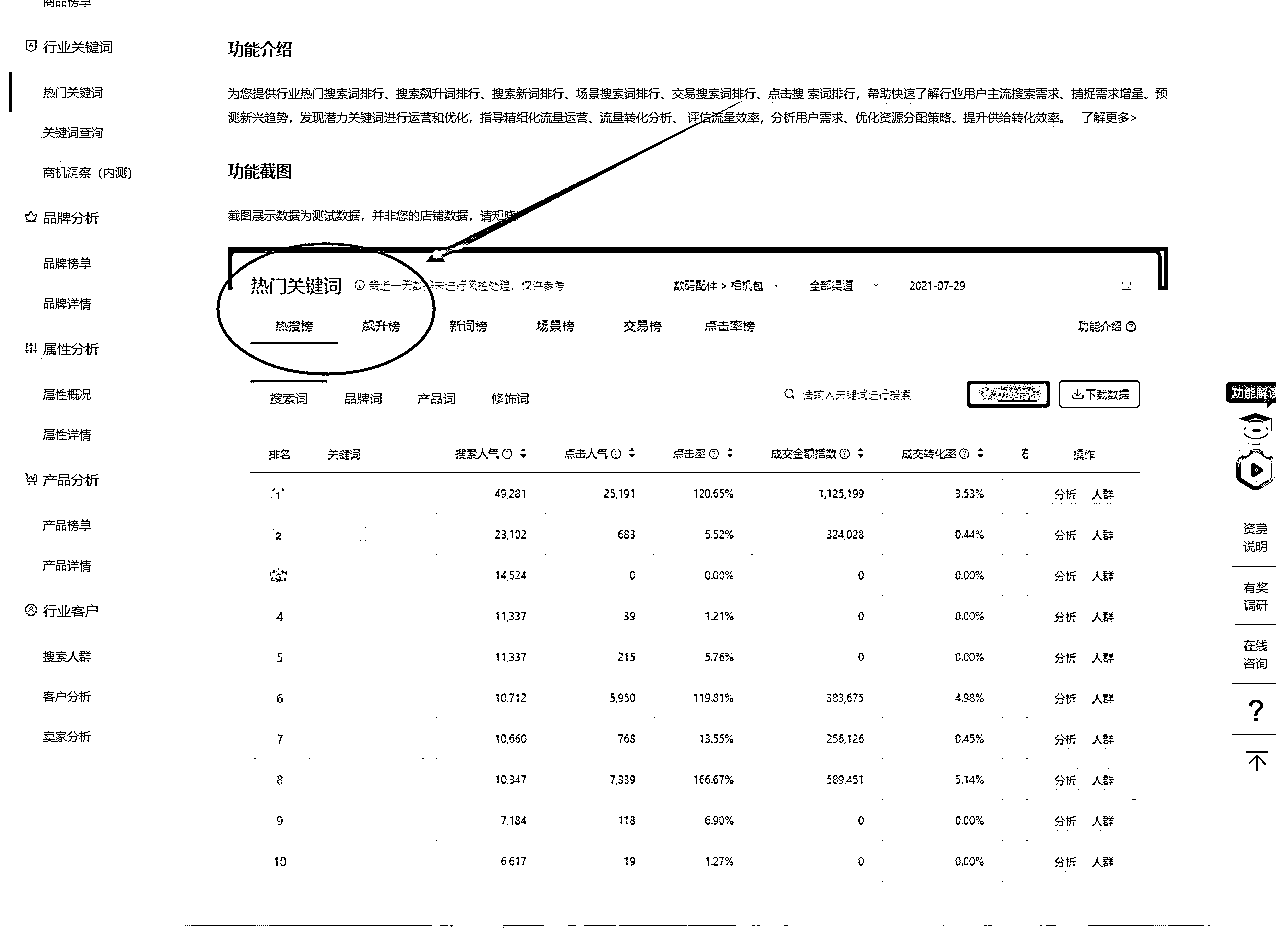 商品榜单
行业关键词
热门关键词
关键词查询
商机洞察（内测）
品牌分析
品牌榜单
品牌详情
属性分析
属性概况
属性详情
产品分析
产品榜单
产品详情
行业客户
搜索人群
客户分析
卖家分析
功能介绍
为您提供行业热门搜索词排行、搜索飙升词排行、搜索新词排行、场景搜索词排行、交易搜索词排行、点击搜 索词排行，帮助快速了解行业用户主流搜索需求、捕捉需求增量、预
测新兴趋势，发现潜力关键词进行运营和优化，指导精细化流量运营、流量转化分析、 评估流量效率，分析用户需求、优化资源分配策略、提升供给转化效率。 了解更多>
功能截图
截图展示数据为测试数据，并非您的店铺数据，请知晓
热门关键词 最近一天数据未进行风控处理，仅供参考 数码配件 > 相机包 全部渠道 2021-07-29
热搜榜 飙升榜 新词榜 场景榜 交易榜 点击率榜 功能介绍
搜索词 品牌词 产品词 修饰词 请输入关键词进行搜索 下载数据
排名 关键词 搜索人气 点击人气 点击率 成交金额指数 成交转化率 操作
1 49,281 25,191 120.65% 1,125,199 3.53% 分析 人群
2 23,102 683 5.52% 324,028 0.44% 分析 人群
14,524 0 0.00% 0 0.00% 分析 人群
4 11,337 39 1.21% 0 0.00% 分析 人群
5 11,337 215 5.76% 0 0.00% 分析 人群
6 10,712 5,950 119.81% 383,675 4.98% 分析 人群
7 10,660 768 13.55% 256,126 0.45% 分析 人群
8 10,347 7,339 166.67% 589,451 5.14% 分析 人群
9 7,184 118 6.90% 0 0.00% 分析 人群
10 6,617 19 1.27% 0 0.00% 分析 人群
功能解读
资费
说明
有奖
调研
在线
咨询
?